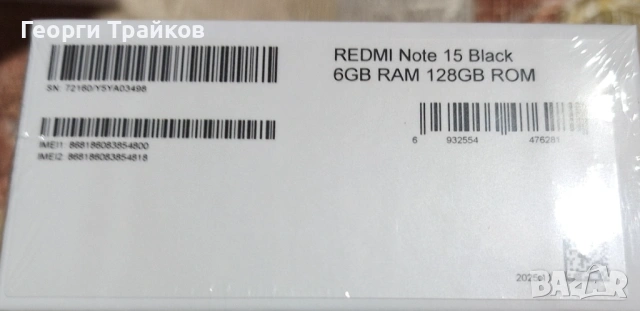 Георги Трайков
REDMI Note 15 Black
6GB RAM 128GB ROM
SN: 72160/Y5YA03498
IMEI1: 868186083854800
IMEI2: 868186083854818
6 932554 476281
BAZAR